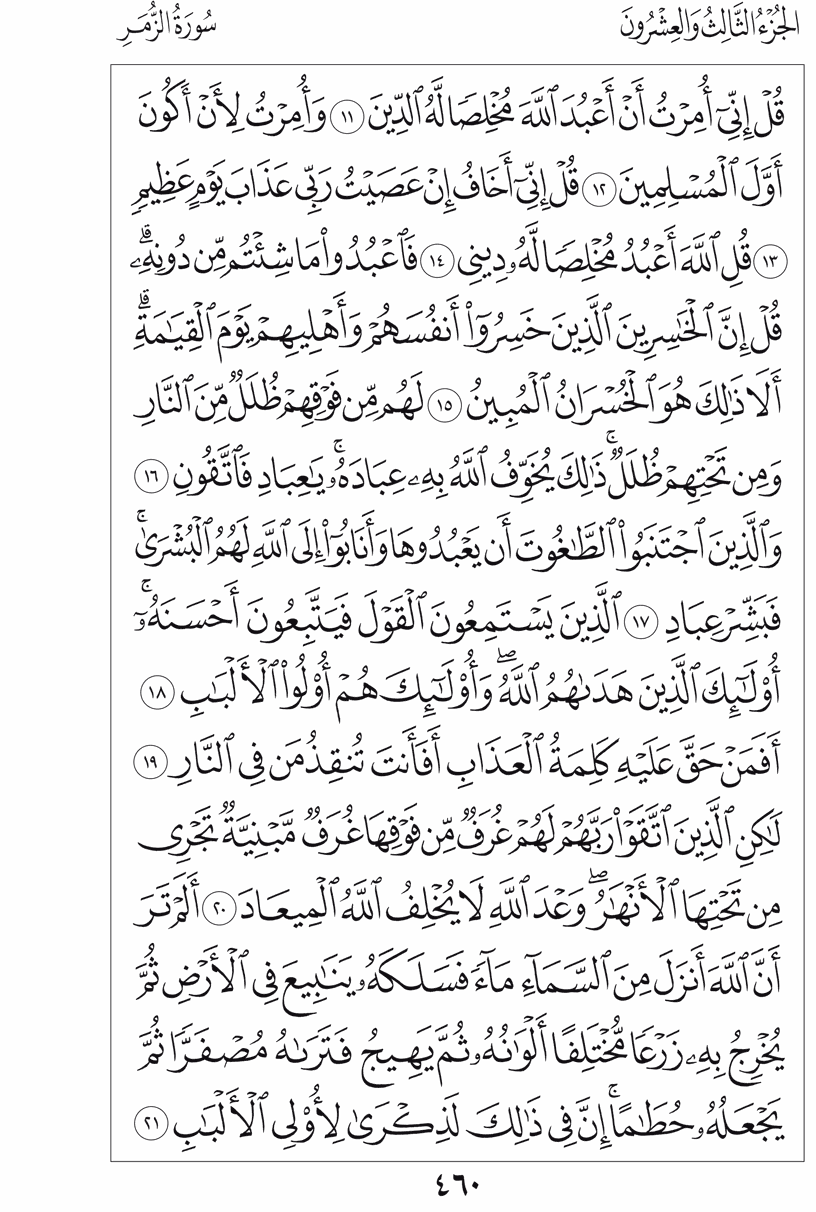 الجُزْءُ الثَّالِثُ وَالعِشْرُونَ سُورَةُ الزُّمَرِ
قُلۡ إِنِّيٓ أُمِرۡتُ أَنۡ أَعۡبُدَ ٱللَّهَ مُخۡلِصٗا لَّهُ ٱلدِّينَ ١١ وَأُمِرۡتُ لِأَنۡ أَكُونَ
أَوَّلَ ٱلۡمُسۡلِمِينَ ١٢ قُلۡ إِنِّيٓ أَخَافُ إِنۡ عَصَيۡتُ رَبِّي عَذَابَ يَوۡمٍ عَظِيمٖ
١٣ قُلِ ٱللَّهَ أَعۡبُدُ مُخۡلِصٗا لَّهُۥ دِينِي ١٤ فَٱعۡبُدُواْ مَا شِئۡتُم مِّن دُونِهِۦۗ
قُلۡ إِنَّ ٱلۡخَٰسِرِينَ ٱلَّذِينَ خَسِرُوٓاْ أَنفُسَهُمۡ وَأَهۡلِيهِمۡ يَوۡمَ ٱلۡقِيَٰمَةِۗ
أَلَا ذَٰلِكَ هُوَ ٱلۡخُسۡرَانُ ٱلۡمُبِينُ ١٥ لَهُم مِّن فَوۡقِهِمۡ ظُلَلٞ مِّنَ ٱلنَّارِ
وَمِن تَحۡتِهِمۡ ظُلَلٞۚ ذَٰلِكَ يُخَوِّفُ ٱللَّهُ بِهِۦ عِبَادَهُۥۚ يَٰعِبَادِ فَٱتَّقُونِ ١٦
وَٱلَّذِينَ ٱجۡتَنَبُواْ ٱلطَّٰغُوتَ أَن يَعۡبُدُوهَا وَأَنَابُوٓاْ إِلَى ٱللَّهِ لَهُمُ ٱلۡبُشۡرَىٰۚ
فَبَشِّرۡ عِبَادِ ١٧ ٱلَّذِينَ يَسۡتَمِعُونَ ٱلۡقَوۡلَ فَيَتَّبِعُونَ أَحۡسَنَهُۥٓۚ
أُوْلَٰٓئِكَ ٱلَّذِينَ هَدَىٰهُمُ ٱللَّهُۖ وَأُوْلَٰٓئِكَ هُمۡ أُوْلُواْ ٱلۡأَلۡبَٰبِ ١٨
أَفَمَنۡ حَقَّ عَلَيۡهِ كَلِمَةُ ٱلۡعَذَابِ أَفَأَنتَ تُنقِذُ مَن فِي ٱلنَّارِ ١٩
لَٰكِنِ ٱلَّذِينَ ٱتَّقَوۡاْ رَبَّهُمۡ لَهُمۡ غُرَفٞ مِّن فَوۡقِهَا غُرَفٞ مَّبۡنِيَّةٞ تَجۡرِي
مِن تَحۡتِهَا ٱلۡأَنۡهَٰرُۖ وَعۡدَ ٱللَّهِ لَا يُخۡلِفُ ٱللَّهُ ٱلۡمِيعَادَ ٢٠ أَلَمۡ تَرَ
أَنَّ ٱللَّهَ أَنزَلَ مِنَ ٱلسَّمَآءِ مَآءٗ فَسَلَكَهُۥ يَنَٰبِيعَ فِي ٱلۡأَرۡضِ ثُمَّ
يُخۡرِجُ بِهِۦ زَرۡعٗا مُّخۡتَلِفًا أَلۡوَٰنُهُۥ ثُمَّ يَهِيجُ فَتَرَىٰهُ مُصۡفَرّٗا ثُمَّ
يَجۡعَلُهُۥ حُطَٰمًاۚ إِنَّ فِي ذَٰلِكَ لَذِكۡرَىٰ لِأُوْلِي ٱلۡأَلۡبَٰبِ ٢١
٤٦٠